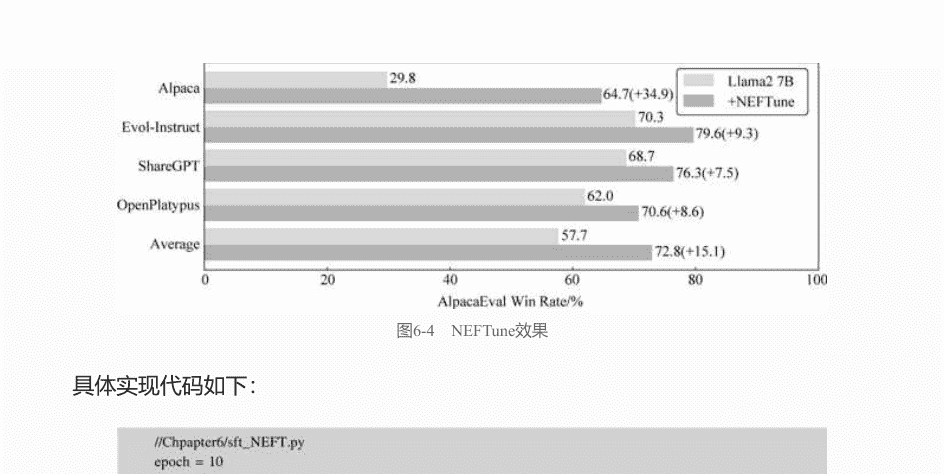 Alpaca
29.8
64.7(+34.9)
Llama2 7B
+NEFTune
Evol-Instruct
70.3
79.6(+9.3)
ShareGPT
68.7
76.3(+7.5)
OpenPlatypus
62.0
70.6(+8.6)
Average
57.7
72.8(+15.1)
0 20 40 60 80 100
AlpacaEval Win Rate/%
图6-4 NEFTune效果
具体实现代码如下：
//Chpapter6/sft_NEFT.py
epoch = 10